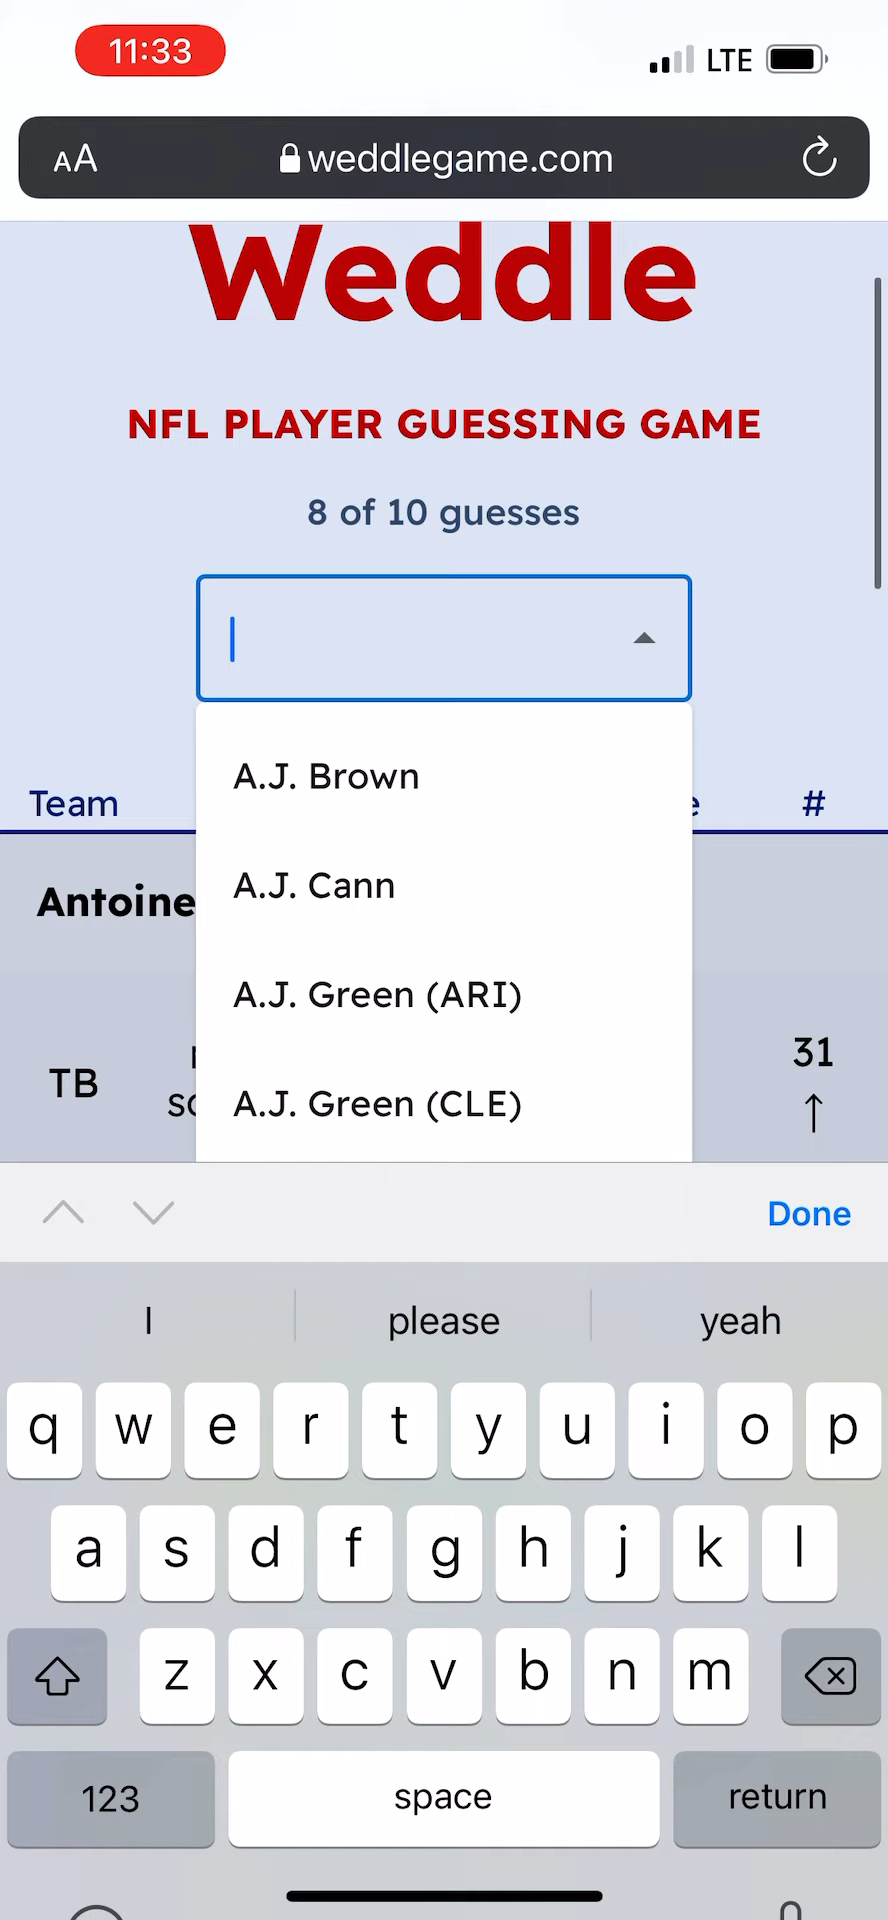 11:33
LTE
AA
weddlegame.com
Weddle
NFL PLAYER GUESSING GAME
8 of 10 guesses
A.J. Brown
Team
#
A.J. Cann
Antoine
A.J. Green (ARI)
31
TB
A.J. Green (CLE)
Done
I
please
yeah
q w e r t y u i o p
a s d f g h j k l
z x c v b n m
123
space
return